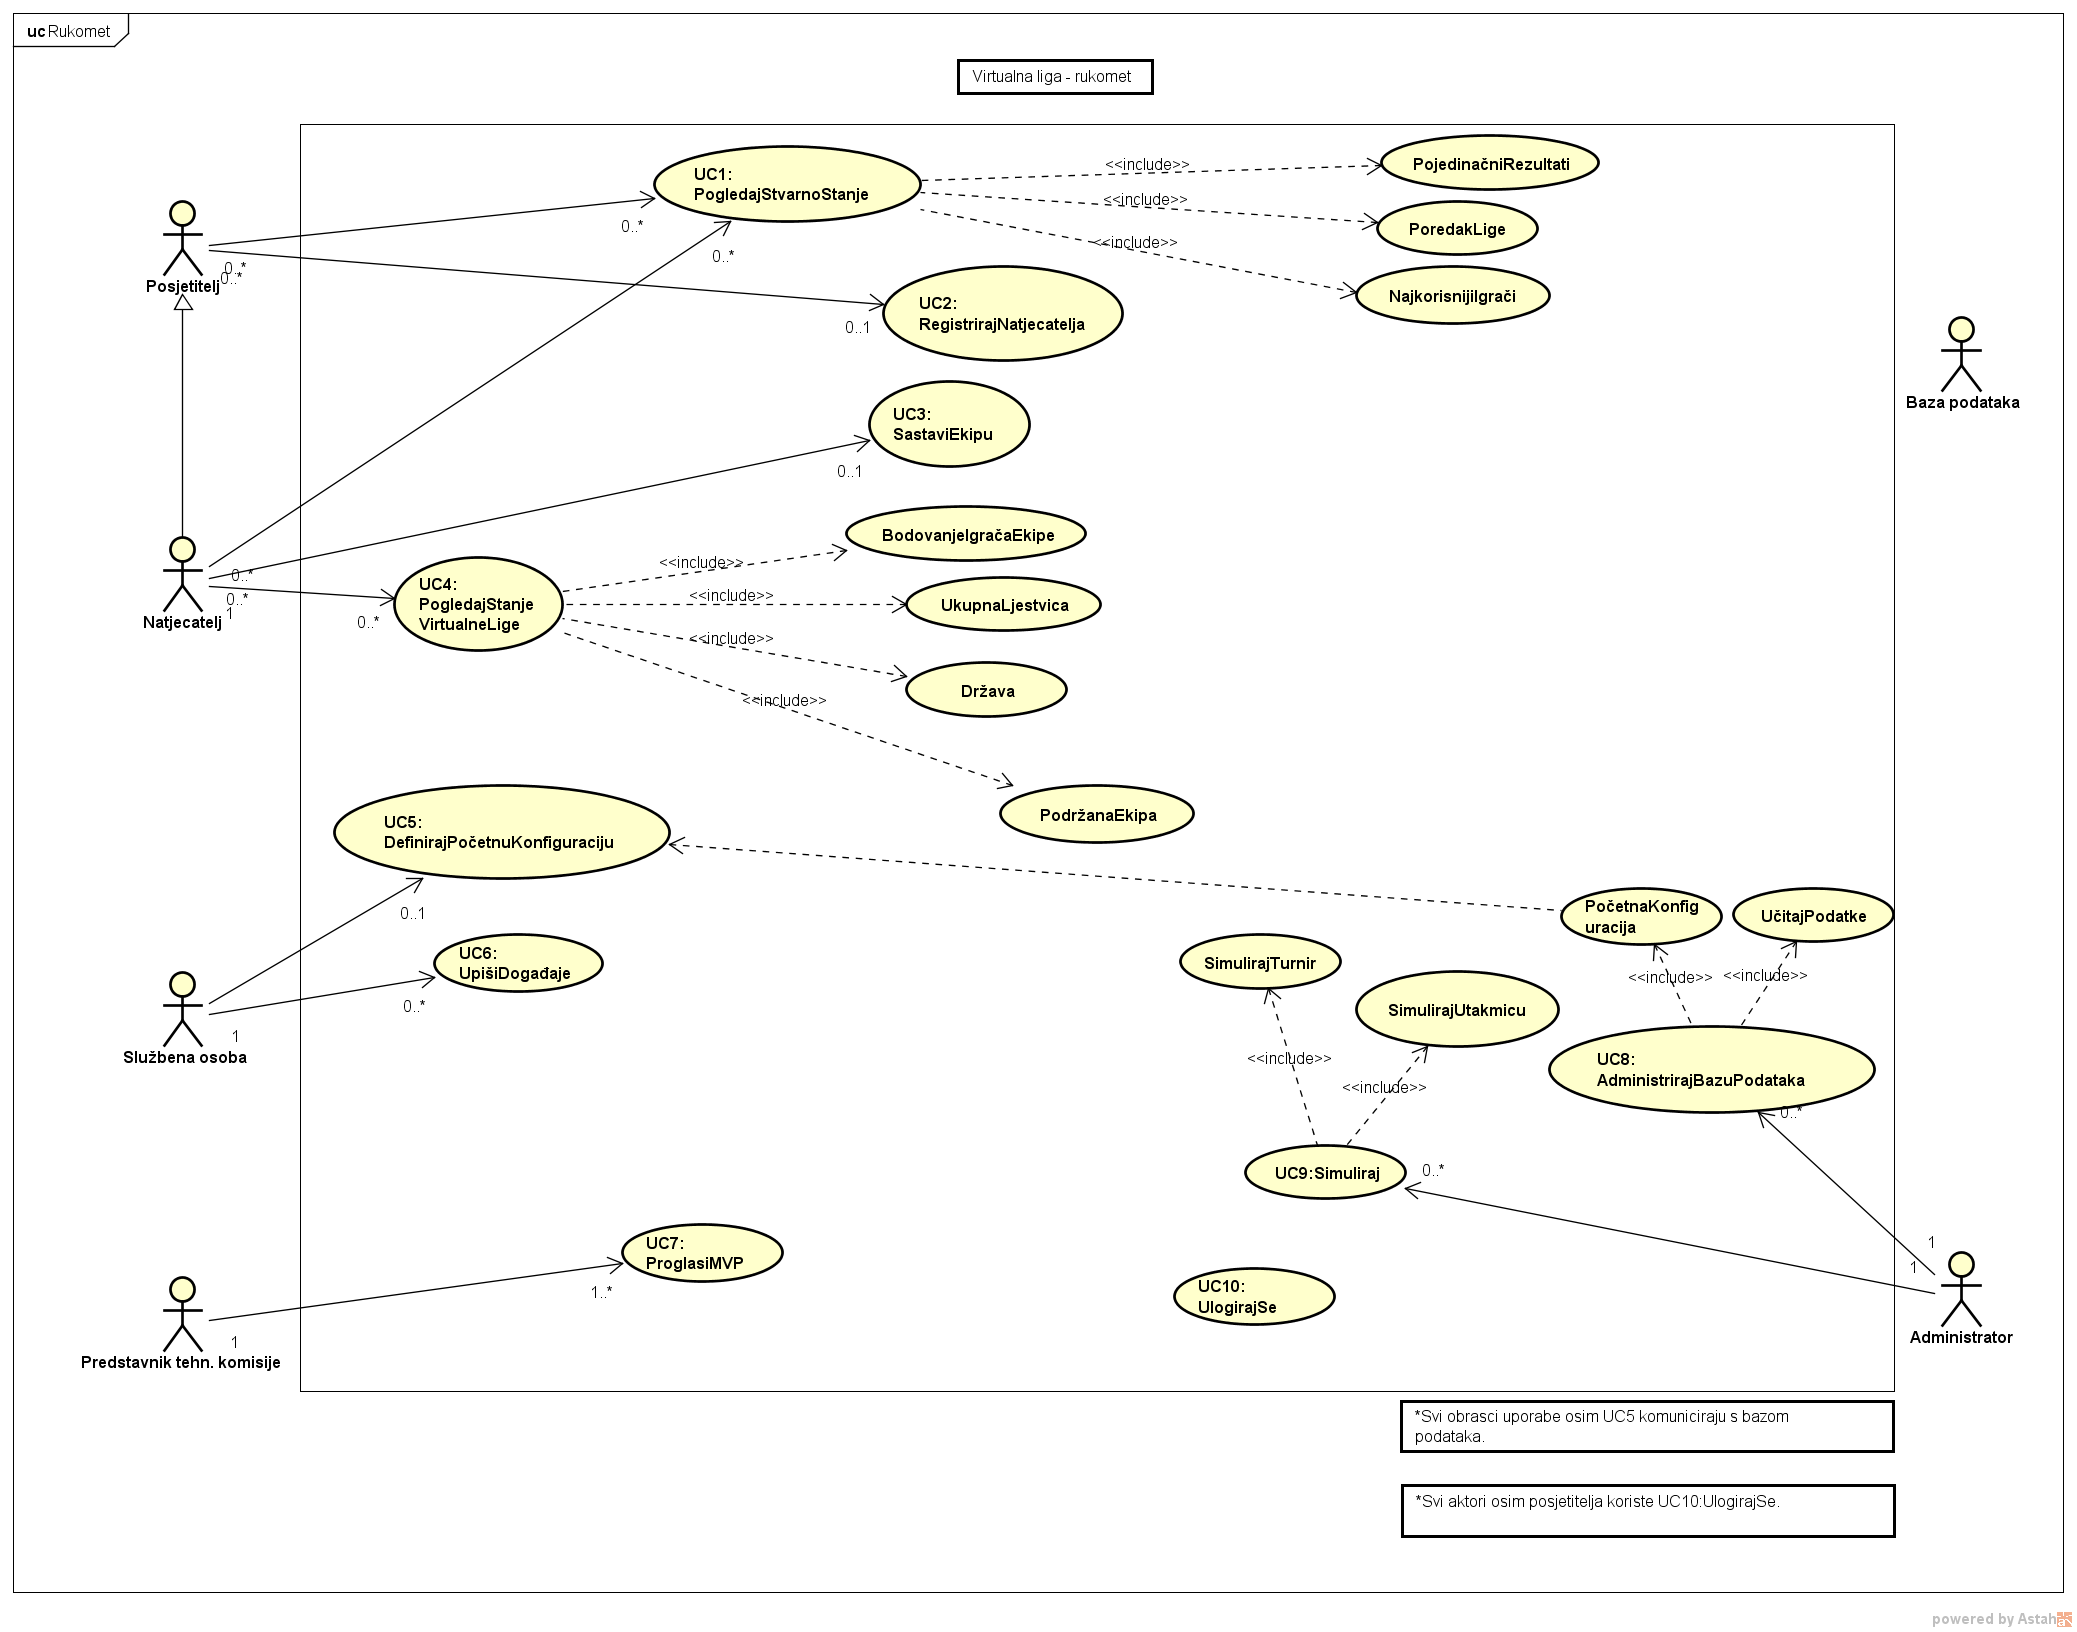 uc Rukomet
Virtualna liga - rukomet
UC1:
PogledajStvarnoStanje
<<include>>
PojedinačniRezultati
<<include>>
PoredakLige
<<include>>
NajkorisnijiIgrači
0..*
0..*
0..*
0..*
Posjetitelj
UC2:
RegistrirajNatjecatelja
0..1
Baza podataka
UC3:
SastaviEkipu
0..1
BodovanjeIgračaEkipe
<<include>>
UC4:
PogledajStanje
VirtualneLige
<<include>>
UkupnaLjestvica
0..*
0..*
1
Natjecatelj
0..*
<<include>>
Država
<<include>>
PodržanaEkipa
UC5:
DefinirajPočetnuKonfiguraciju
0..1
PočetnaKonfig
uracija
UčitajPodatke
UC6:
UpišiDogađaje
0..*
1
Službena osoba
SimulirajTurnir
SimulirajUtakmicu
<<include>>
<<include>>
<<include>>
<<include>>
UC8:
AdministrirajBazuPodataka
0..*
UC9:Simuliraj
0..*
1
1
Administrator
UC7:
ProglasiMVP
1..*
1
Predstavnik tehn. komisije
UC10:
UlogirajSe
*Svi obrasci uporabe osim UC5 komuniciraju s bazom
podataka.
*Svi aktori osim posjetitelja koriste UC10:UlogirajSe.
powered by Astah